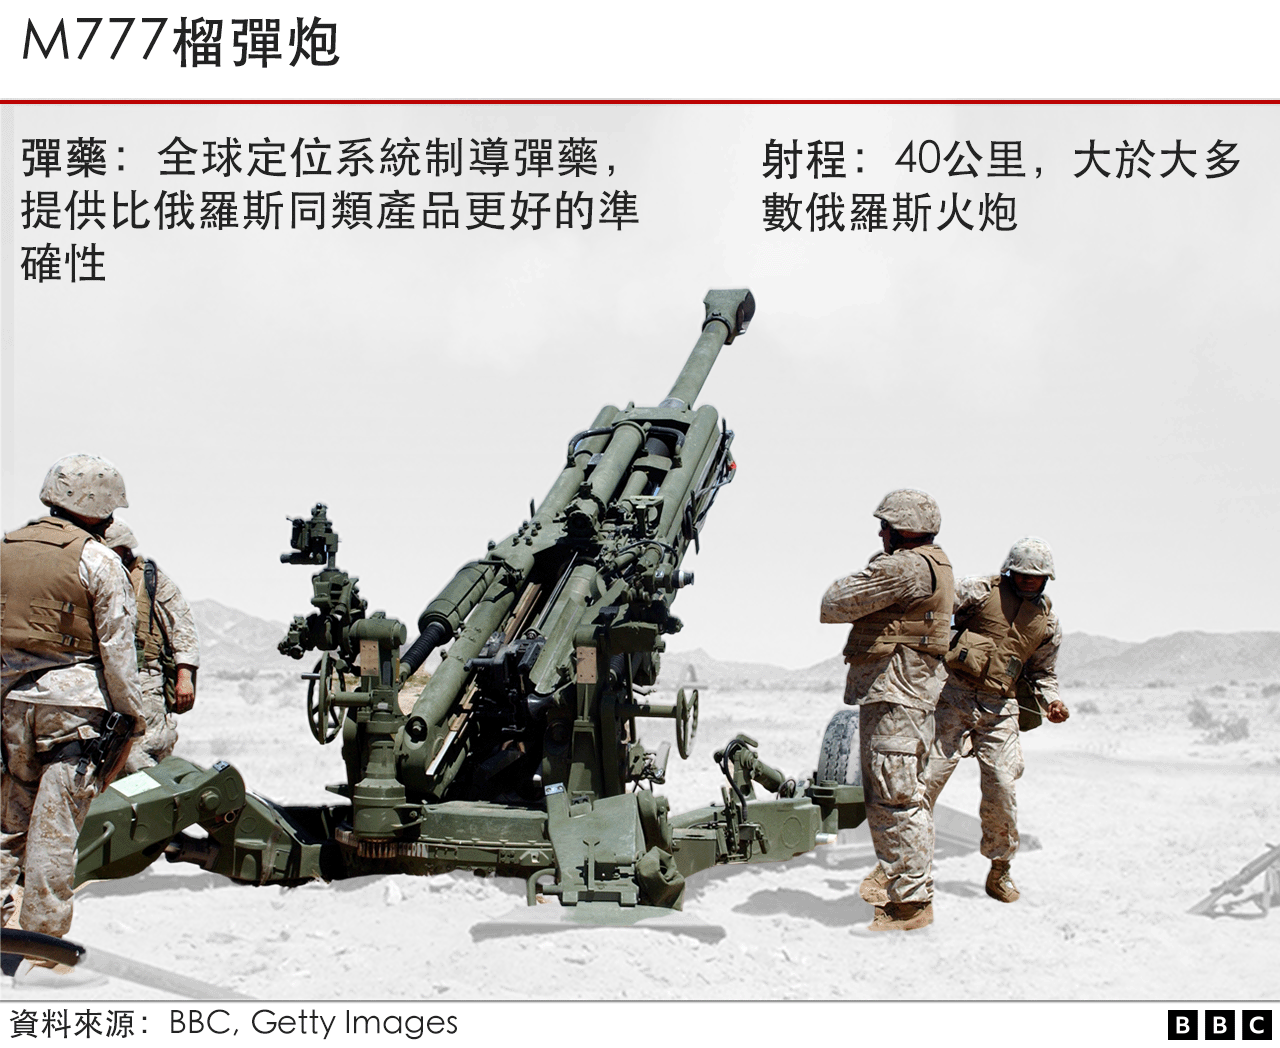 M777榴彈炮
彈藥：全球定位系統制導彈藥，
提供比俄羅斯同類產品更好的準
確性
射程：40公里，大於大多
數俄羅斯火炮
資料來源：BBC, Getty Images
BBC